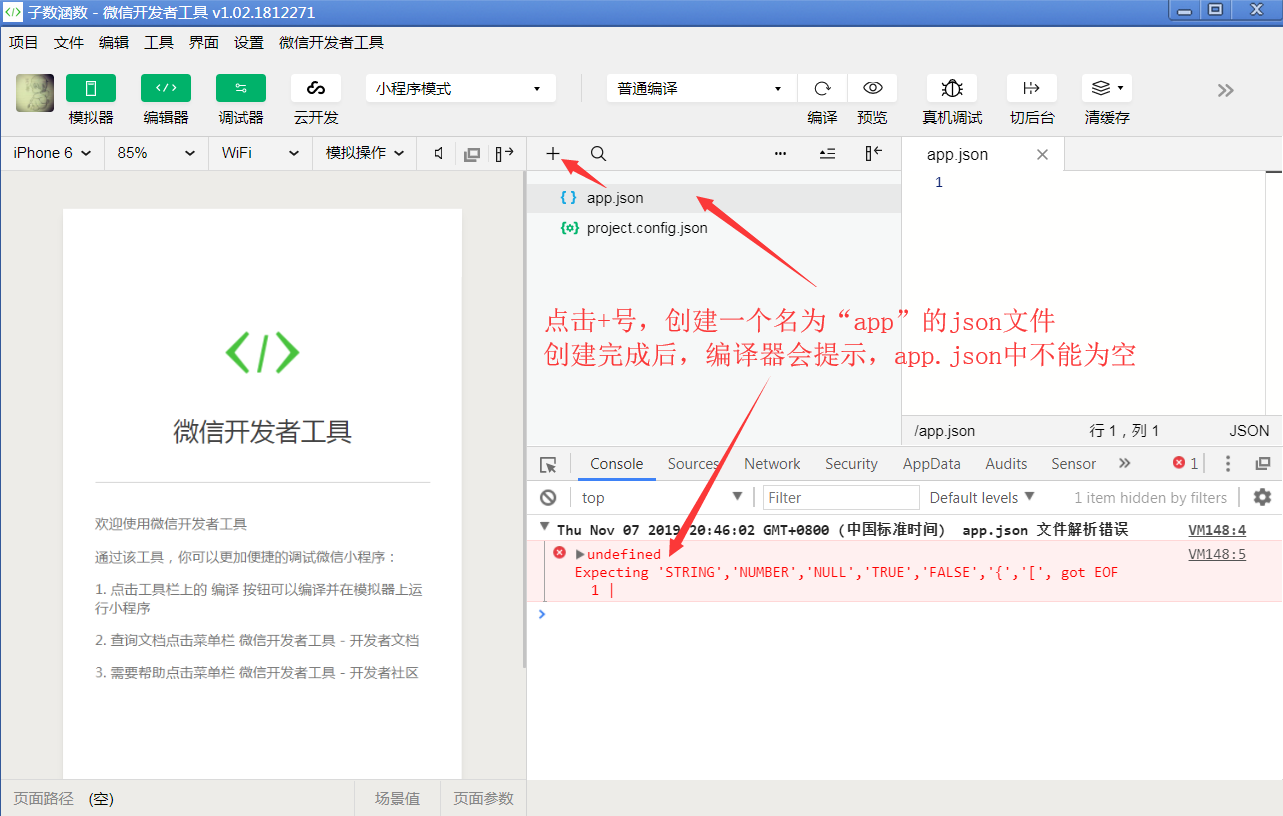 子数涵数 - 微信开发者工具 v1.02.1812271
项目 文件 编辑 工具 界面 设置 微信开发者工具
小程序模式 普通编译
模拟器 编辑器 调试器 云开发 编译 预览 真机调试 切后台 清缓存
iPhone 6 85% WiFi 模拟操作
app.json
1
app.json
project.config.json
点击+号，创建一个名为“app”的json文件
创建完成后，编译器会提示，app.json中不能为空
</>
微信开发者工具
欢迎使用微信开发者工具
通过该工具，你可以更加便捷的调试微信小程序：
1. 点击工具栏上的 编译 按钮可以编译并在模拟器上运
行小程序
2. 查询文档点击菜单栏 微信开发者工具 - 开发者文档
3. 需要帮助点击菜单栏 微信开发者工具 - 开发者社区
/app.json 行 1，列 1 JSON
Console Sources Network Security AppData Audits Sensor 1
top Filter Default levels 1 item hidden by filters
Thu Nov 07 2019 20:46:02 GMT+0800 (中国标准时间) app.json 文件解析错误 VM148:4
undefined VM148:5
Expecting 'STRING','NUMBER','NULL','TRUE','FALSE','{','[', got EOF
1 |
页面路径 (空) 场景值 页面参数